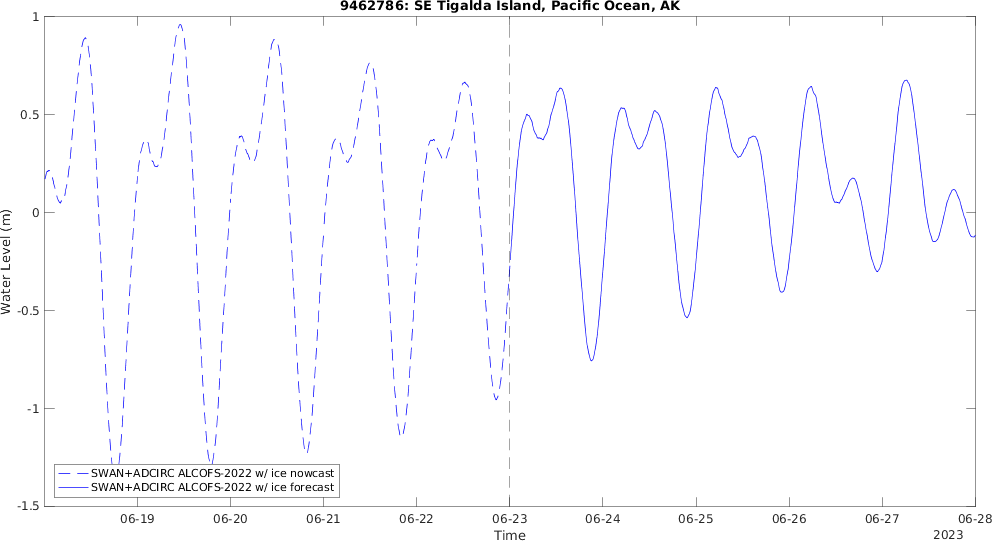 9462786: SE Tigalda Island, Pacific Ocean, AK
Water Level (m)
1
0.5
0
-0.5
-1
-1.5
SWAN+ADCIRC ALCOFS-2022 w/ ice nowcast
SWAN+ADCIRC ALCOFS-2022 w/ ice forecast
06-19 06-20 06-21 06-22 06-23 06-24 06-25 06-26 06-27 06-28
Time
2023